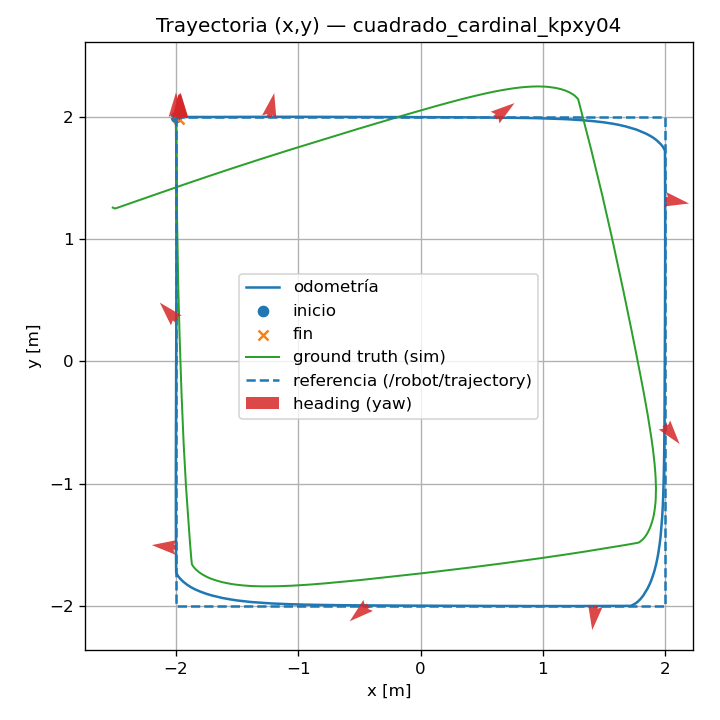 Trayectoria (x,y) — cuadrado_cardinal_kpxy04
2
1
0
−1
−2
y [m]
odometría
inicio
fin
ground truth (sim)
referencia (/robot/trajectory)
heading (yaw)
−2
−1
0
1
2
x [m]